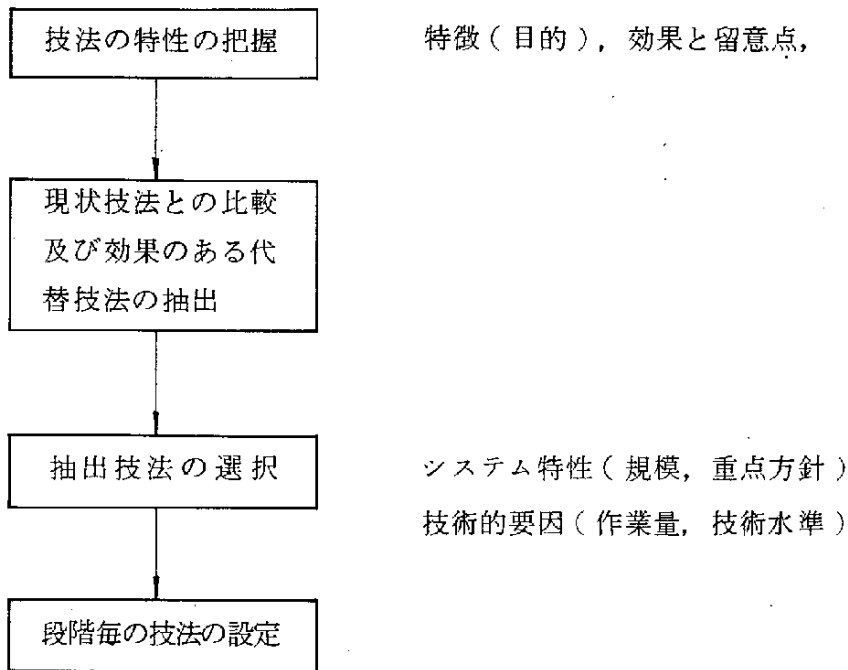 技法の特性の把握
特徴(目的),効果と留意点,
現状技法との比較
及び効果のある代
替技法の抽出
抽出技法の選択
システム特性(規模,重点方針)
技術的要因(作業量,技術水準)
段階毎の技法の設定